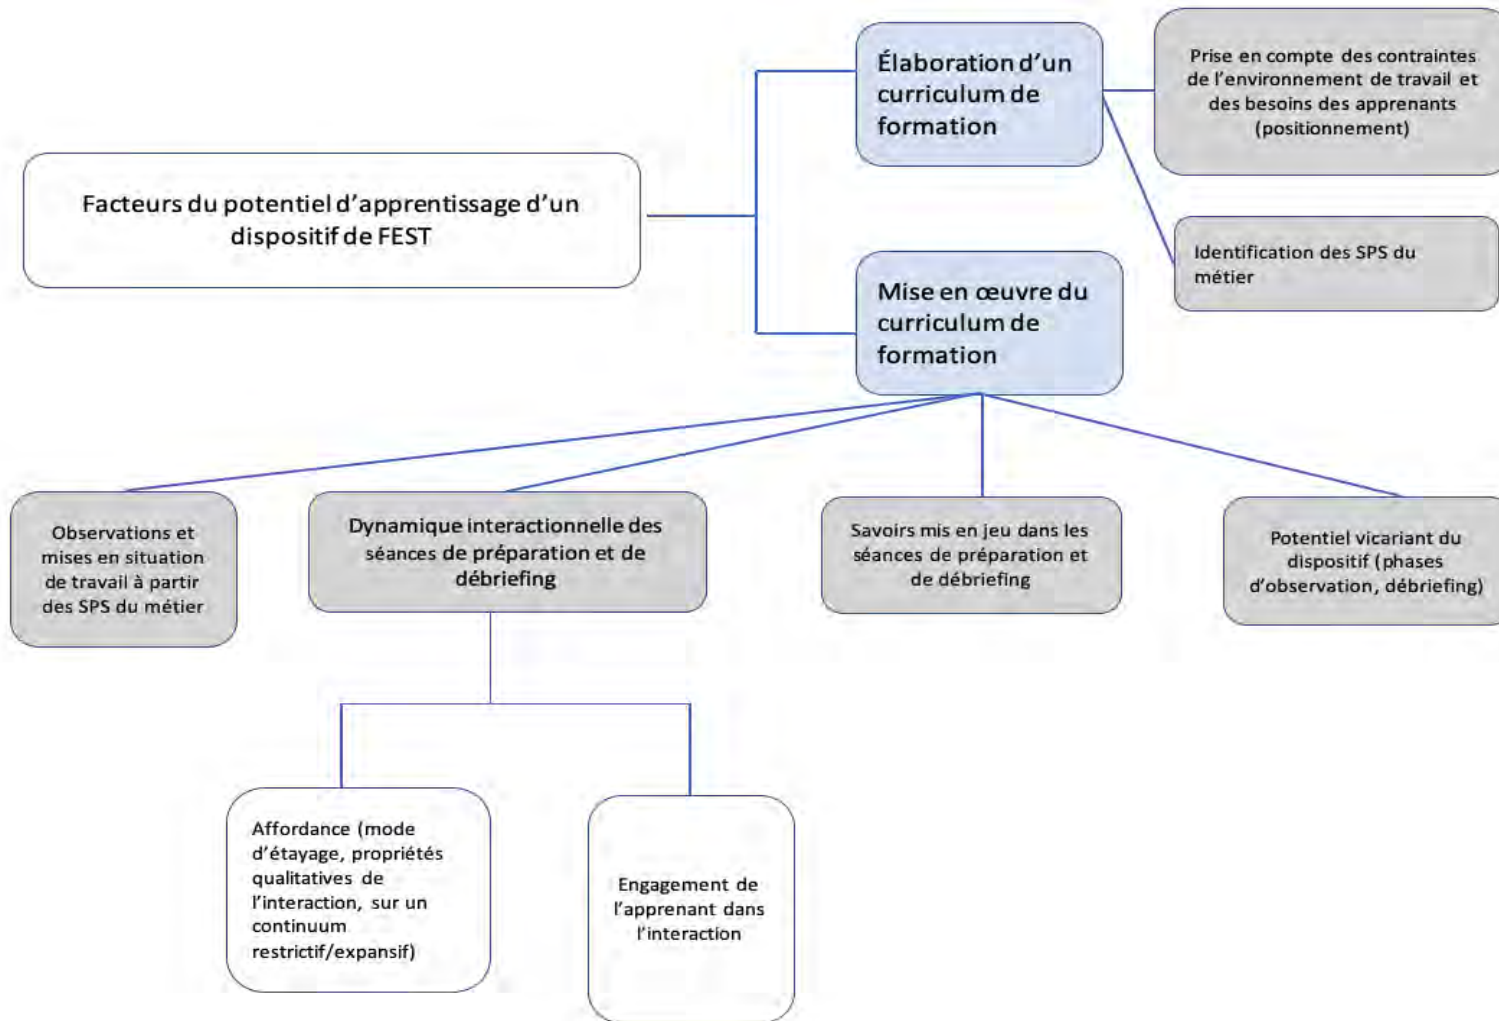 Facteurs du potentiel d'apprentissage d'un
dispositif de FEST
Élaboration d'un
curriculum de
formation
Prise en compte des contraintes
de l'environnement de travail et
des besoins des apprenants
(positionnement)
Identification des SPS du
métier
Mise en œuvre du
curriculum de
formation
Observations et
mises en situation
de travail à partir
des SPS du métier
Dynamique interactionnelle des
séances de préparation et de
débriefing
Savoirs mis en jeu dans les
séances de préparation et
de débriefing
Potentiel vicariant du
dispositif (phases
d'observation, débriefing)
Affordance (mode
d'étayage, propriétés
qualitatives de
l'interaction, sur un
continuum
restrictif/expansif)
Engagement de
l'apprenant dans
l'interaction